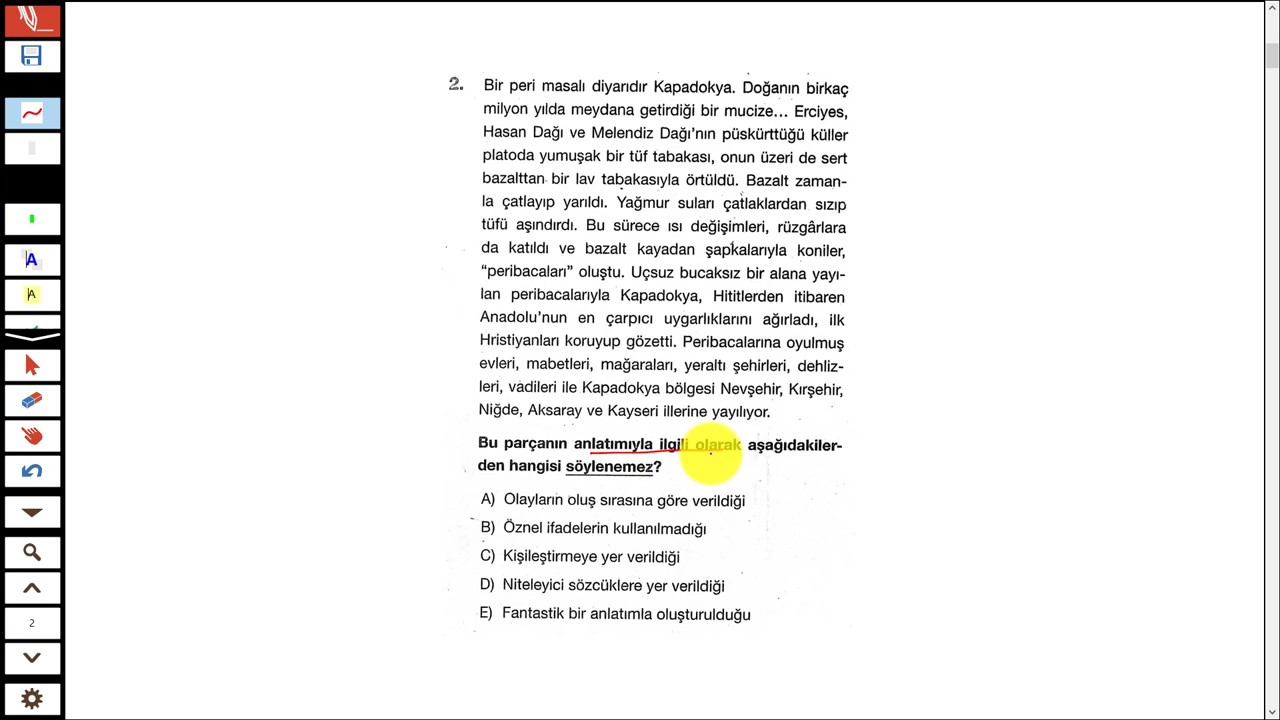 2. Bir peri masalı diyarıdır Kapadokya. Doğanın birkaç
milyon yılda meydana getirdiği bir mucize... Erciyes,
Hasan Dağı ve Melendiz Dağı'nın püskürttüğü küller
platoda yumuşak bir tüf tabakası, onun üzeri de sert
bazalttan bir lav tabakasıyla örtüldü. Bazalt zaman-
la çatlayıp yarıldı. Yağmur suları çatlaklardan sızıp
tüfü aşındırdı. Bu sürece ısı değişimleri, rüzgârlara
da katıldı ve bazalt kayadan şapkalarıyla koniler,
“peribacaları” oluştu. Uçsuz bucaksız bir alana yayı-
lan peribacalarıyla Kapadokya, Hititlerden itibaren
Anadolu'nun en çarpıcı uygarlıklarını ağırladı, ilk
Hristiyanları koruyup gözetti. Peribacalarına oyulmuş
evleri, mabetleri, mağaraları, yeraltı şehirleri, dehliz-
leri, vadileri ile Kapadokya bölgesi Nevşehir, Kırşehir,
Niğde, Aksaray ve Kayseri illerine yayılıyor.
Bu parçanın anlatımıyla ilgili olarak aşağıdakiler-
den hangisi söylenemez?
A) Olayların oluş sırasına göre verildiği
B) Öznel ifadelerin kullanılmadığı
C) Kişileştirmeye yer verildiği
D) Niteleyici sözcüklere yer verildiği
E) Fantastik bir anlatımla oluşturulduğu
A
A
2